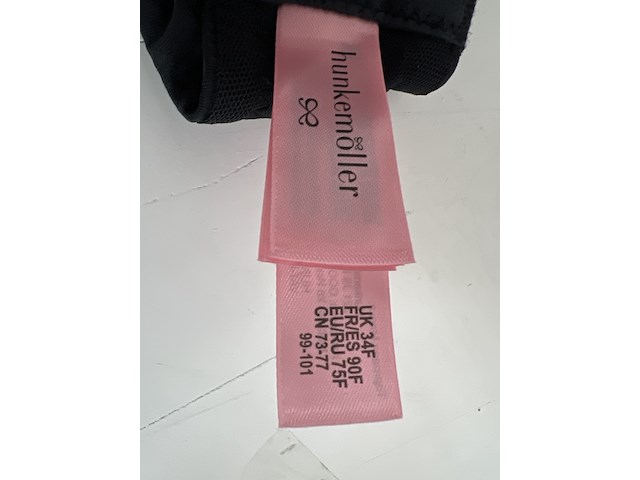 hunkemöller
UK 34F
FR/ES 90F
EU/RU 75F
CN 73-77
99-101